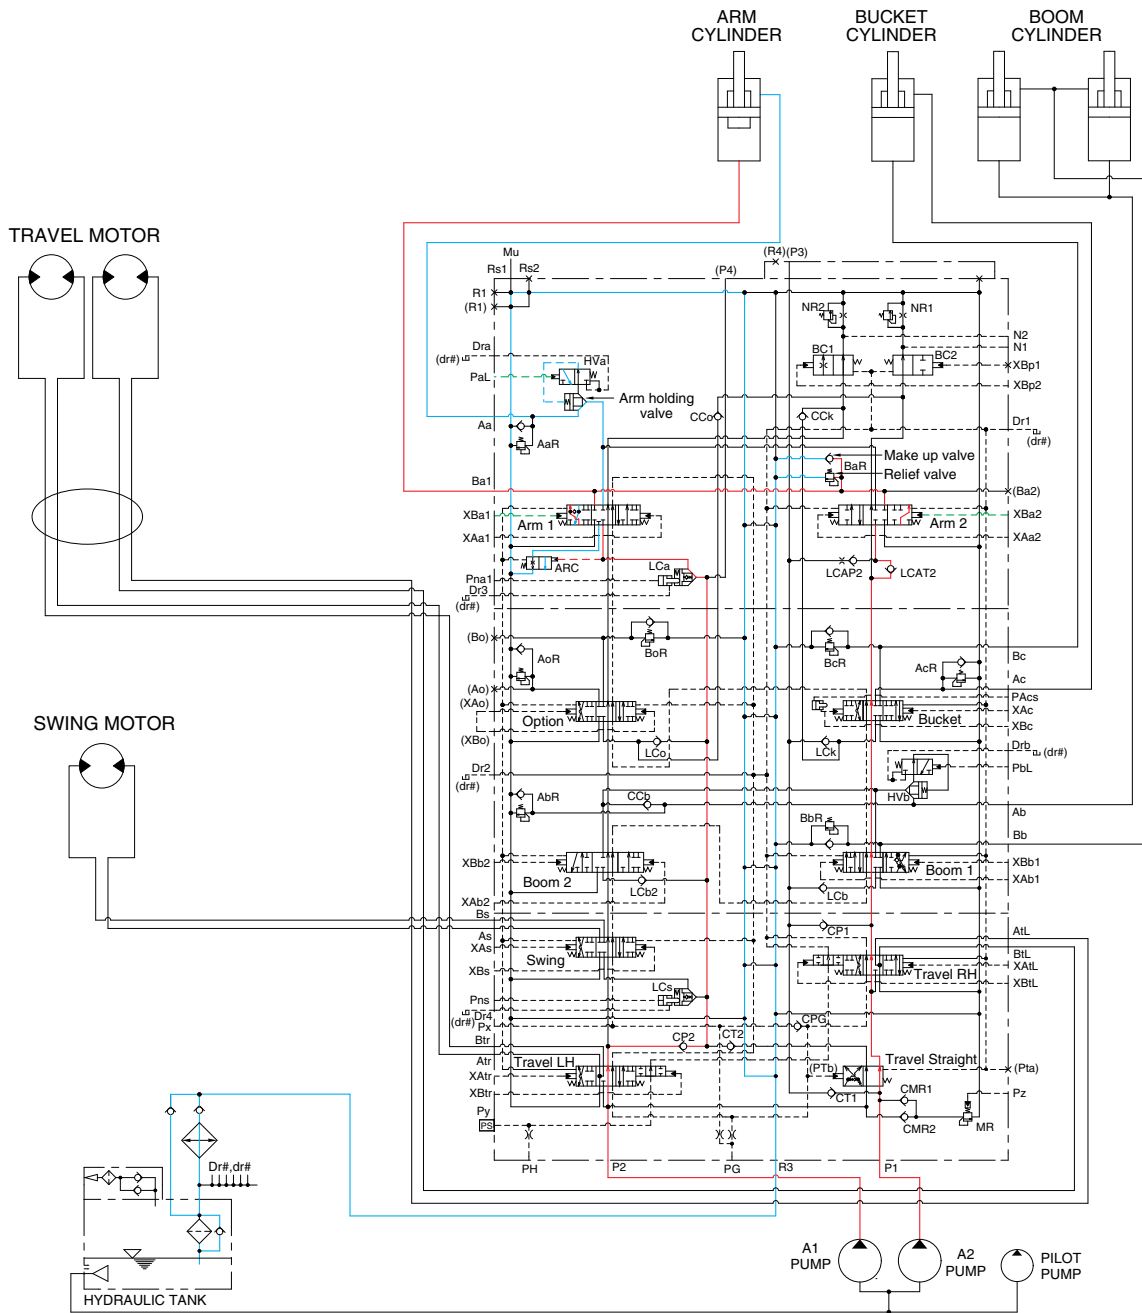 ARM
CYLINDER
BUCKET
CYLINDER
BOOM
CYLINDER
TRAVEL MOTOR
SWING MOTOR
Mu
(R4)
(P3)
Rs1
Rs2
(P4)
R1
(R1)
NR2
NR1
N2
N1
Dra
(dr#)
HVa
BC1
BC2
XBp1
PaL
XBp2
Arm holding
valve
CCo
CCk
Aa
Dr1
(dr#)
AaR
Make up valve
BaR
Relief valve
Ba1
(Ba2)
XBa1
Arm 1
Arm 2
XBa2
XAa1
XAa2
ARC
LCa
LCAP2
LCAT2
Pna1
Dr3
(dr#)
(Bo)
BoR
BcR
Bc
AoR
AcR
Ac
(Ao)
PAcs
(XAo)
Option
Bucket
XAc
XBc
(XBo)
LCo
LCk
Drb
(dr#)
Dr2
(dr#)
PbL
HVb
AbR
CCb
Ab
BbR
Bb
XBb2
Boom 2
Boom 1
XBb1
LCb2
LCb
XAb1
XAb2
Bs
CP1
AtL
As
XAs
Swing
BtL
Travel RH
XAtL
XBs
XBtL
LCs
Pns
Dr4
(dr#)
Px
CPG
Btr
CP2
CT2
Atr
Travel LH
(PTb)
Travel Straight
(Pta)
XAtr
XBtr
CT1
CMR1
Pz
Py
PS
CMR2
MR
PH
P2
PG
R3
P1
Dr#,dr#
HYDRAULIC TANK
A1
PUMP
A2
PUMP
PILOT
PUMP